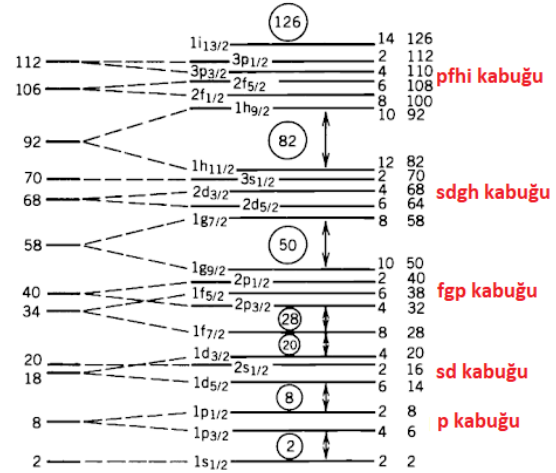 126
1i13/2 14 126
112 3p1/2 2 112
3p3/2 4 110 pfhi kabuğu
106 2f5/2 6 108
2f1/2 8 100
1h9/2 10 92
92 82
1h11/2 12 82
70 3s1/2 2 70
68 2d3/2 4 68 sdgh kabuğu
2d5/2 6 64
1g7/2 8 58
58 50
1g9/2 10 50
40 2p1/2 2 40
1f5/2 6 38 fgp kabuğu
34 2p3/2 4 32
28
1f7/2 8 28
20
1d3/2 4 20
20 2s1/2 2 16 sd kabuğu
18 1d5/2 6 14
8
8 1p1/2 2 8 p kabuğu
1p3/2 4 6
2
2 1s1/2 2 2